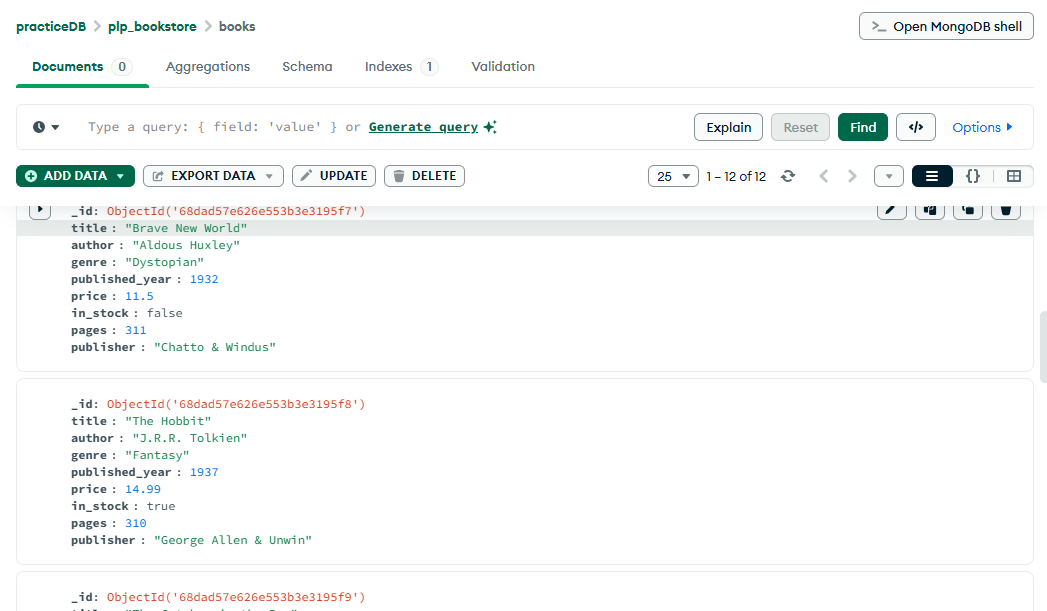 practiceDB > plp_bookstore > books
>_ Open MongoDB shell
Documents 0 Aggregations Schema Indexes 1 Validation
Type a query: { field: 'value' } or Generate query
Explain Reset Find </> Options
ADD DATA EXPORT DATA UPDATE DELETE 25 1 – 12 of 12 {}
_id: ObjectId('68dad57e626e553b3e3195f7')
title : "Brave New World"
author : "Aldous Huxley"
genre : "Dystopian"
published_year : 1932
price : 11.5
in_stock : false
pages : 311
publisher : "Chatto & Windus"
_id: ObjectId('68dad57e626e553b3e3195f8')
title : "The Hobbit"
author : "J.R.R. Tolkien"
genre : "Fantasy"
published_year : 1937
price : 14.99
in_stock : true
pages : 310
publisher : "George Allen & Unwin"
_id: ObjectId('68dad57e626e553b3e3195f9')